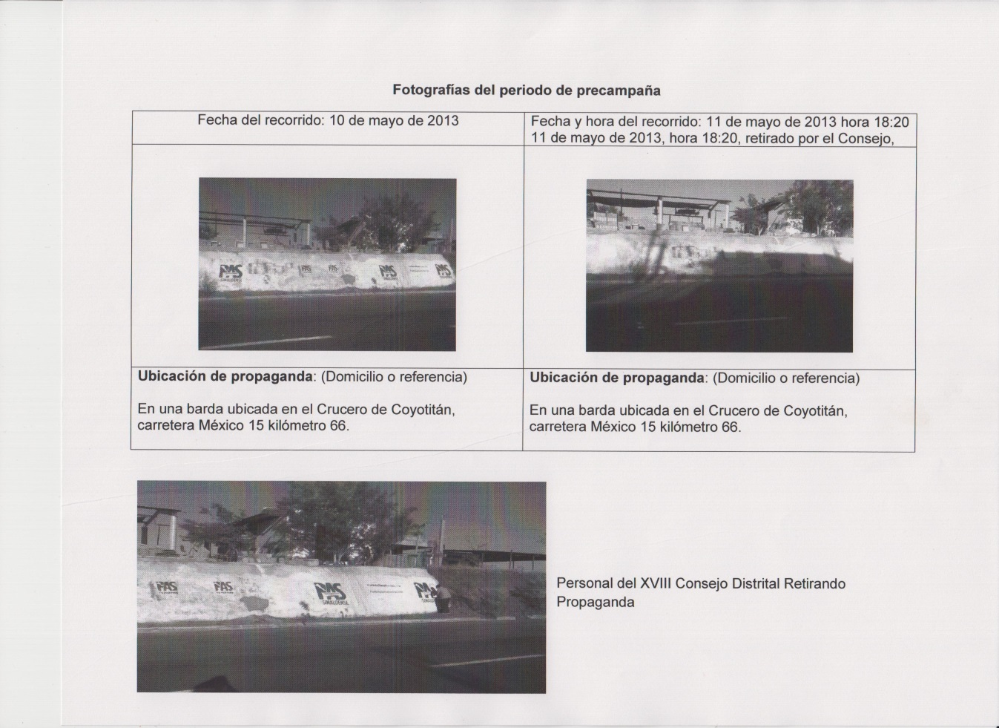 Fotografías del periodo de precampaña
Fecha del recorrido: 10 de mayo de 2013
Fecha y hora del recorrido: 11 de mayo de 2013 hora 18:20
11 de mayo de 2013, hora 18:20, retirado por el Consejo,
PAS
SINALOENSE
PAS
PAS
PAS
PAS
Ubicación de propaganda: (Domicilio o referencia)
En una barda ubicada en el Crucero de Coyotitán,
carretera México 15 kilómetro 66.
Ubicación de propaganda: (Domicilio o referencia)
En una barda ubicada en el Crucero de Coyotitán,
carretera México 15 kilómetro 66.
PAS
PAS
PAS
SINALOENSE
Personal del XVIII Consejo Distrital Retirando
Propaganda